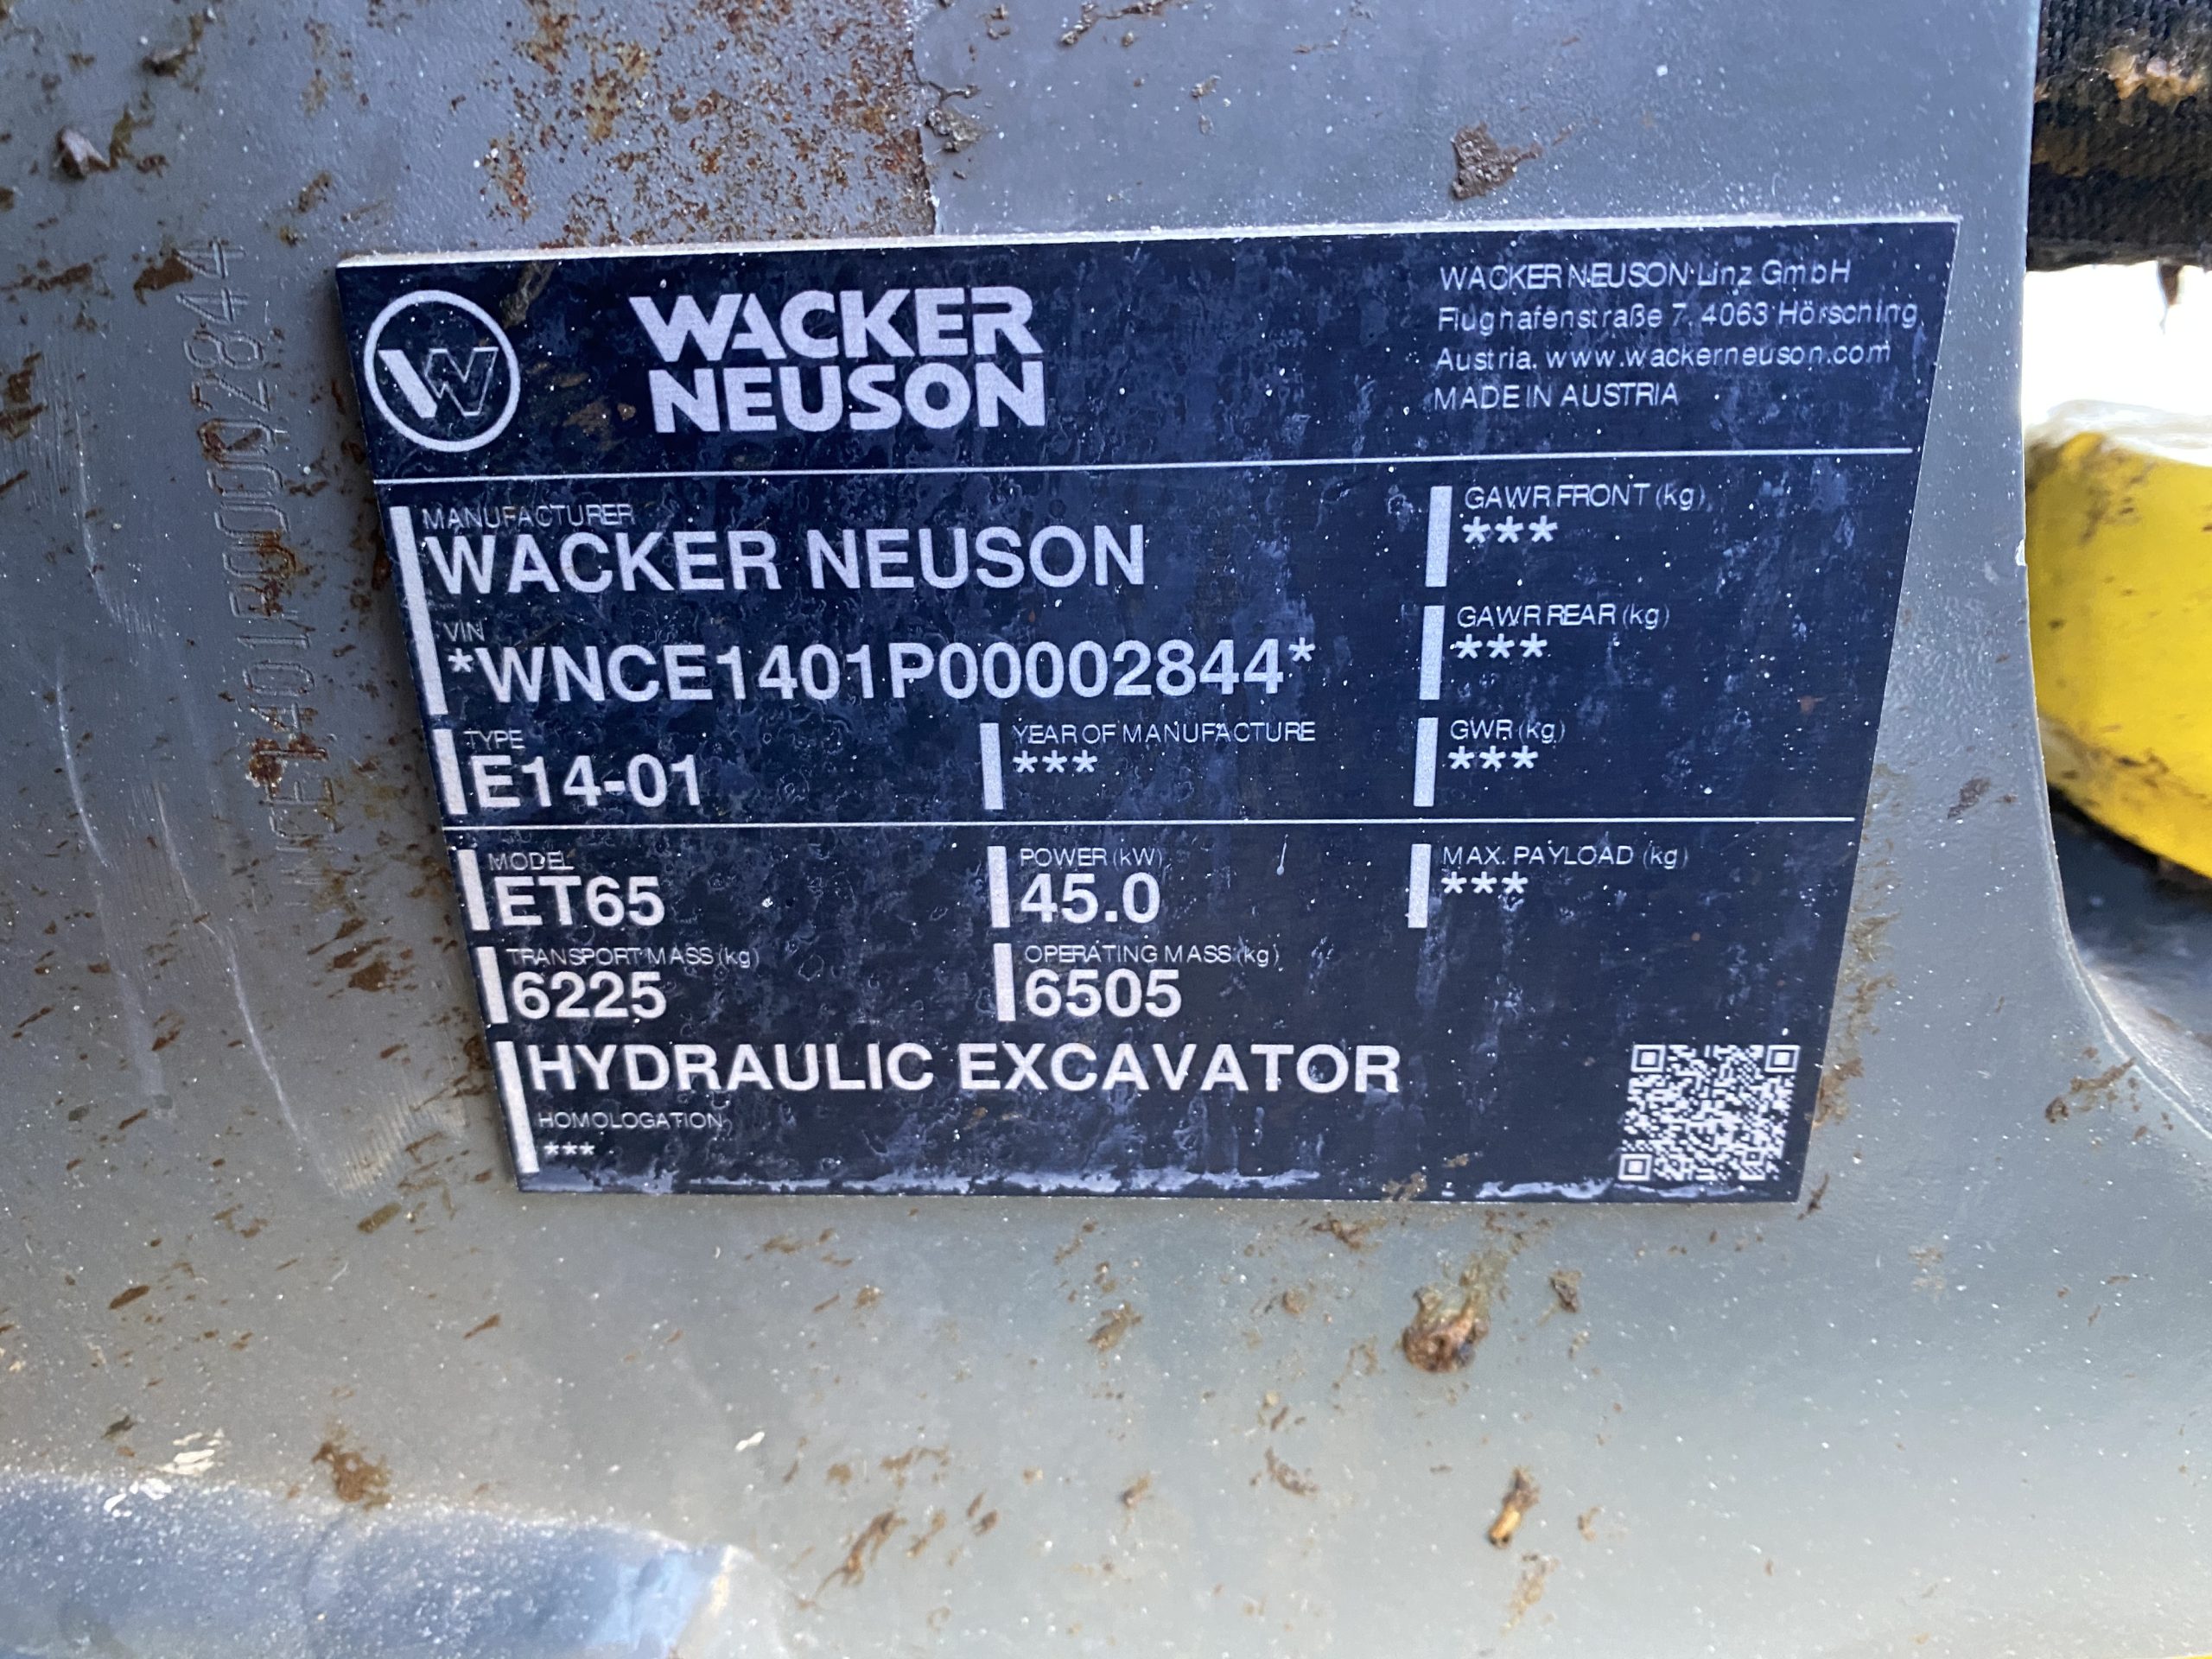 WACKER
NEUSON
WACKER NEUSON Linz GmbH
Flughafenstraße 7, 4063 Hörsching
Austria, www.wackerneuson.com
MADE IN AUSTRIA
MANUFACTURER
WACKER NEUSON
VIN
*WNCE1401P00002844*
TYPE
E14-01
YEAR OF MANUFACTURE
***
GAWR FRONT (kg)
***
GAWR REAR (kg)
***
GWR (kg)
***
MODEL
ET65
POWER (kW)
45.0
MAX. PAYLOAD (kg)
***
TRANSPORT MASS (kg)
6225
OPERATING MASS (kg)
6505
HYDRAULIC EXCAVATOR
HOMOLOGATION
***
NCE1401P00002844